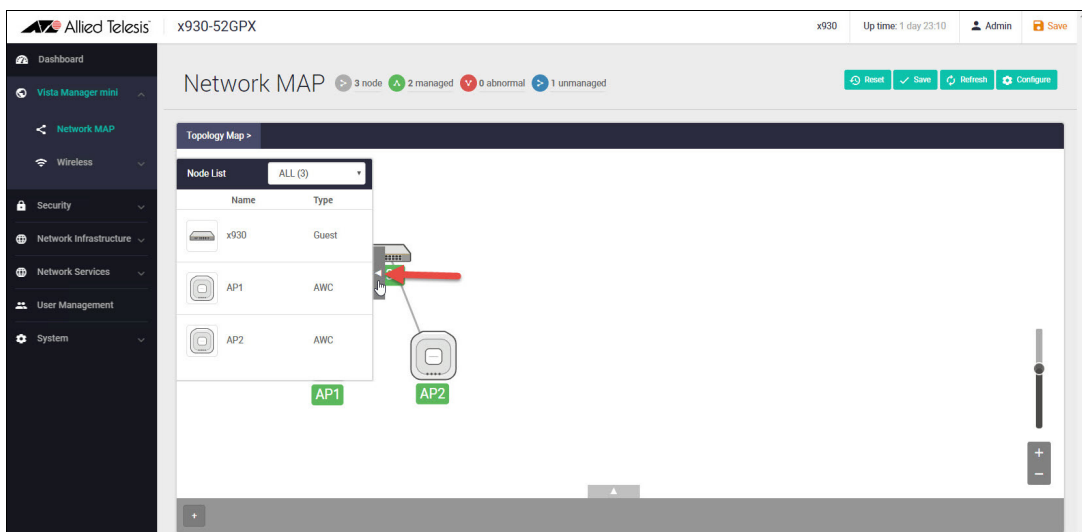 Allied Telesis
x930-52GPX
x930
Up time: 1 day 23:10
Admin
Save
Dashboard
Vista Manager mini
Network MAP
Wireless
Security
Network Infrastructure
Network Services
User Management
System
Network MAP
3 node
2 managed
0 abnormal
1 unmanaged
Reset
Save
Refresh
Configure
Topology Map >
Node List
ALL (3)
Name Type
x930 Guest
AP1 AWC
AP2 AWC
AP1
AP2
+
−
+